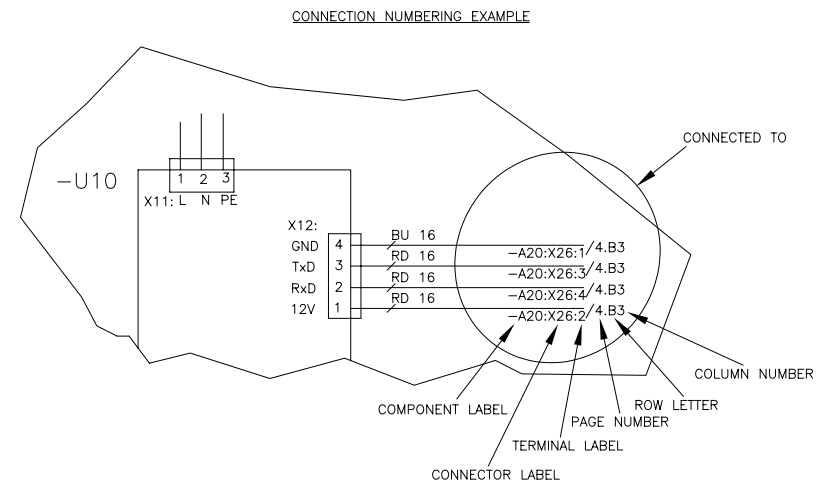 CONNECTION NUMBERING EXAMPLE
CONNECTED TO
-U10
1 2 3
X11: L N PE
X12:
GND 4 BU 16 -A20:X26:1/4.B3
TxD 3 RD 16 -A20:X26:3/4.B3
RxD 2 RD 16 -A20:X26:4/4.B3
12V 1 RD 16 -A20:X26:2/4.B3
COLUMN NUMBER
ROW LETTER
COMPONENT LABEL
PAGE NUMBER
TERMINAL LABEL
CONNECTOR LABEL